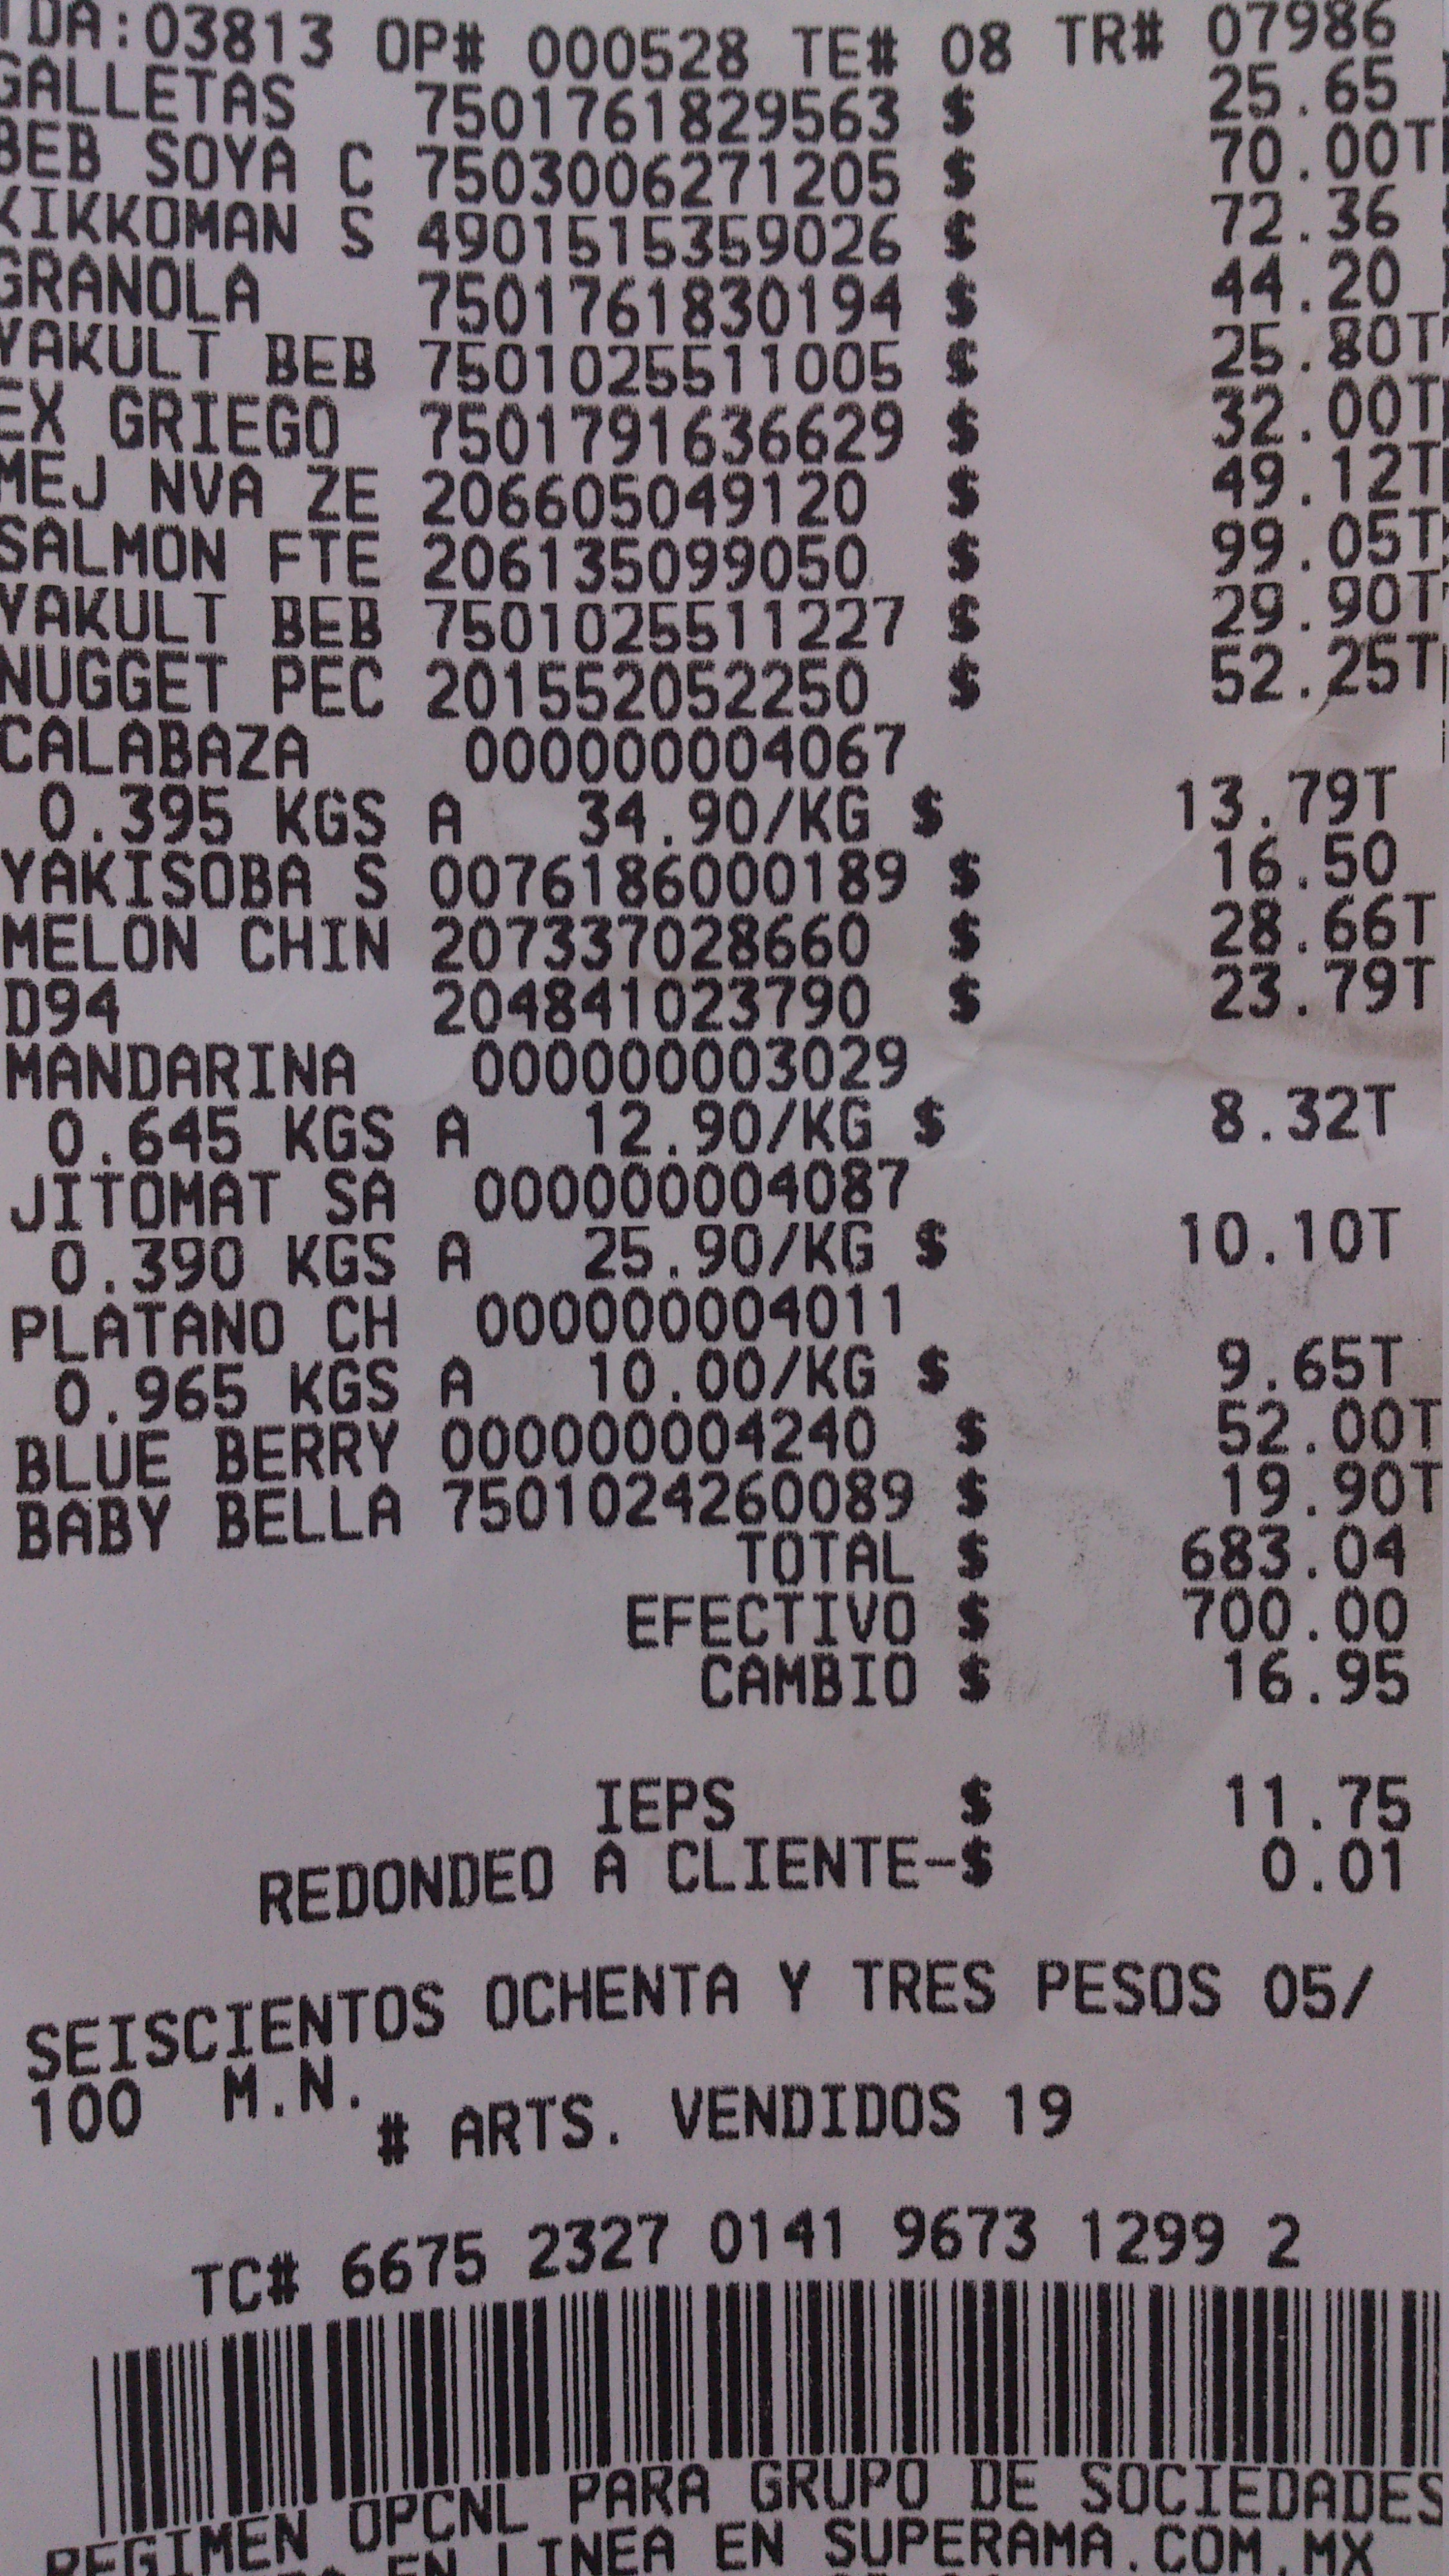 TDA:03813 OP# 000528 TE# 08 TR# 07986
GALLETAS 7501761829563 $ 25.65
BEB SOYA C 7503006271205 $ 70.00T
KIKKOMAN S 4901515359026 $ 72.36
GRANOLA 7501761830194 $ 44.20
YAKULT BEB 7501025511005 $ 25.80T
EX GRIEGO 7501791636629 $ 32.00T
MEJ NVA ZE 206605049120 $ 49.12T
SALMON FTE 206135099050 $ 99.05T
YAKULT BEB 7501025511227 $ 29.90T
NUGGET PEC 201552052250 $ 52.25T
CALABAZA 000000004067
0.395 KGS A 34.90/KG $ 13.79T
YAKISOBA S 0076186000189 $ 16.50
MELON CHIN 207337028660 $ 28.66T
D94 204841023790 $ 23.79T
MANDARINA 000000003029
0.645 KGS A 12.90/KG $ 8.32T
JITOMAT SA 000000004087
0.390 KGS A 25.90/KG $ 10.10T
PLATANO CH 000000004011
0.965 KGS A 10.00/KG $ 9.65T
BLUE BERRY 000000004240 $ 52.00T
BABY BELLA 7501024260089 $ 19.90T
TOTAL $ 683.04
EFECTIVO $ 700.00
CAMBIO $ 16.95
IEPS $ 11.75
REDONDEO A CLIENTE-$ 0.01
SEISCIENTOS OCHENTA Y TRES PESOS 05/
100 M.N.
# ARTS. VENDIDOS 19
TC# 6675 2327 0141 9673 1299 2
REGIMEN OPCNL PARA GRUPO DE SOCIEDADES
EN LINEA EN SUPERAMA.COM.MX